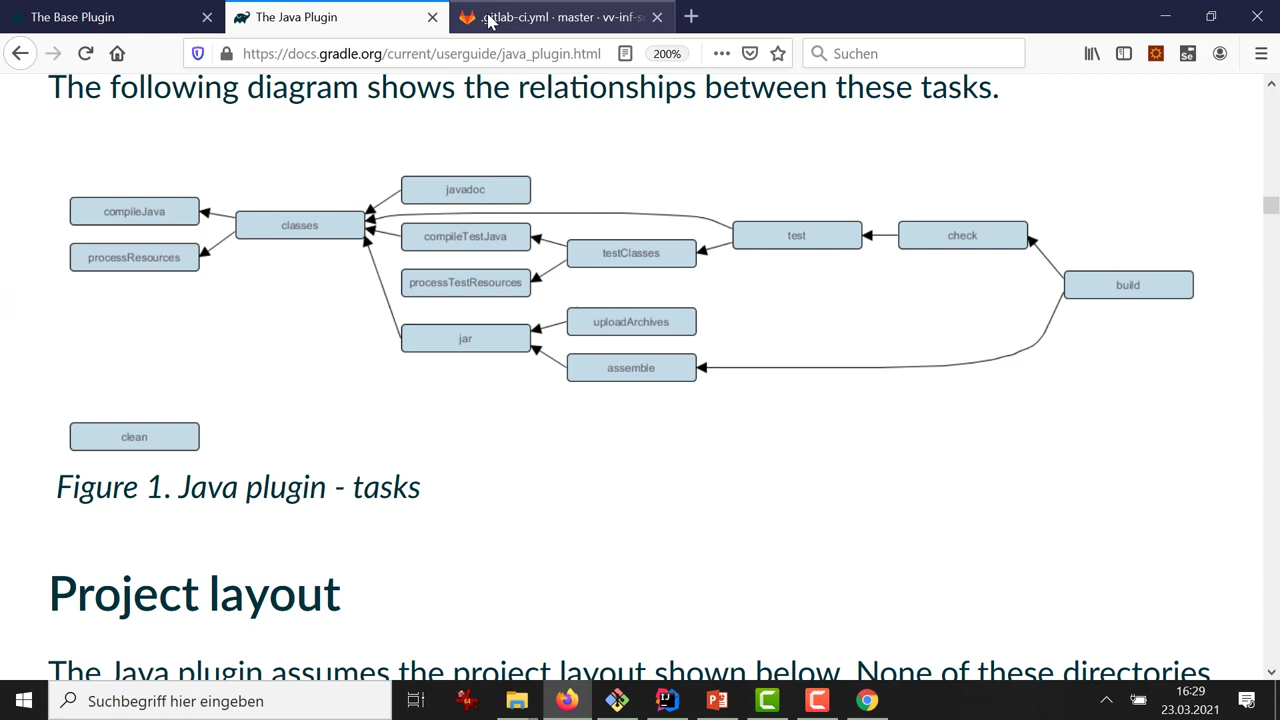 The Base Plugin
The Java Plugin
.gitlab-ci.yml · master · vv-inf-s
https://docs.gradle.org/current/userguide/java_plugin.html
200%
Suchen
The following diagram shows the relationships between these tasks.
javadoc
compileJava
classes
compileTestJava
test
check
processResources
testClasses
processTestResources
build
uploadArchives
jar
assemble
clean
Figure 1. Java plugin - tasks
Project layout
The Java plugin assumes the project layout shown below. None of these directories
Suchbegriff hier eingeben
16:29
23.03.2021